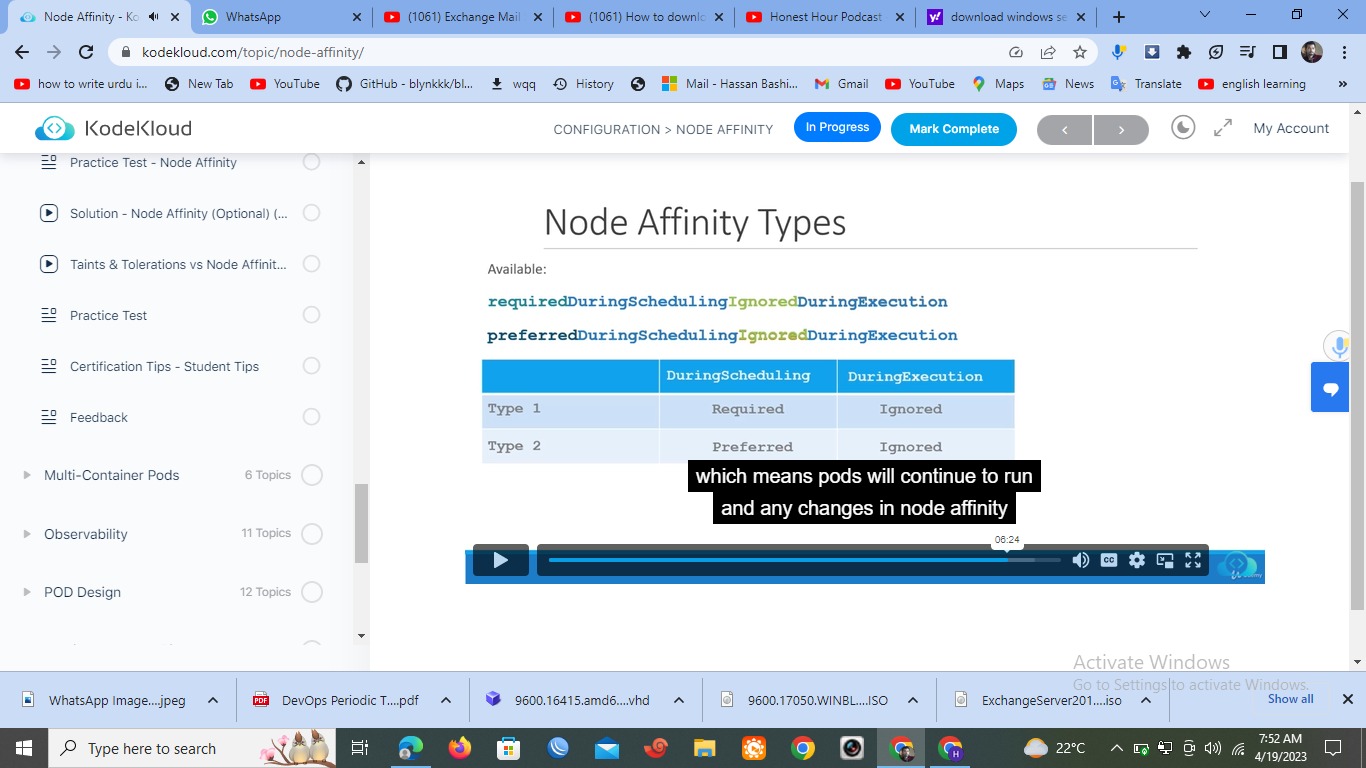 Node Affinity - Ko
WhatsApp
(1061) Exchange Mail
(1061) How to downlo
Honest Hour Podcast
download windows se
kodekloud.com/topic/node-affinity/
how to write urdu i...
New Tab
YouTube
GitHub - blynkkk/bl...
wqq
History
Mail - Hassan Bashi...
Gmail
YouTube
Maps
News
Translate
english learning
»
KodeKloud
CONFIGURATION > NODE AFFINITY
In Progress
Mark Complete
My Account
Practice Test - Node Affinity
Solution - Node Affinity (Optional) (...
Taints & Tolerations vs Node Affinit...
Practice Test
Certification Tips - Student Tips
Feedback
Multi-Container Pods 6 Topics
Observability 11 Topics
POD Design 12 Topics
Node Affinity Types
Available:
requiredDuringSchedulingIgnoredDuringExecution
preferredDuringSchedulingIgnoredDuringExecution
DuringScheduling DuringExecution
Type 1 Required Ignored
Type 2 Preferred Ignored
which means pods will continue to run
and any changes in node affinity
06:24
CC
Activate Windows
Go to Settings to activate Windows.
WhatsApp Image....jpeg
DevOps Periodic T....pdf
9600.16415.amd6....vhd
9600.17050.WINBL....ISO
ExchangeServer201....iso
Show all
Type here to search
22°C
7:52 AM
4/19/2023